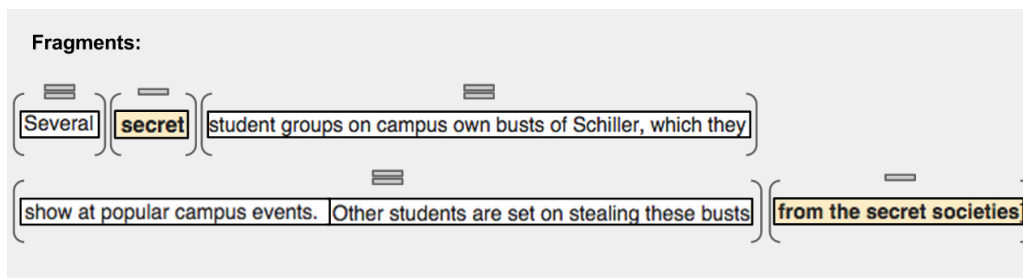 Fragments:
Several secret student groups on campus own busts of Schiller, which they
show at popular campus events. Other students are set on stealing these busts from the secret societies